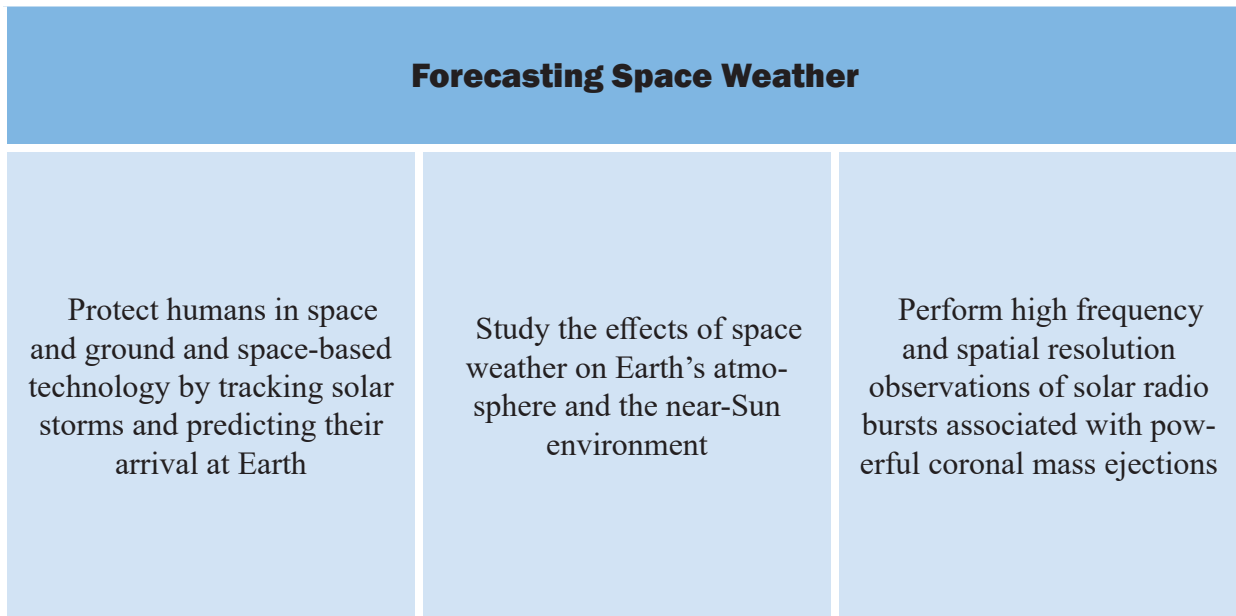 Forecasting Space Weather
Protect humans in space
and ground and space-based
technology by tracking solar
storms and predicting their
arrival at Earth
Study the effects of space
weather on Earth’s atmo-
sphere and the near-Sun
environment
Perform high frequency
and spatial resolution
observations of solar radio
bursts associated with pow-
erful coronal mass ejections